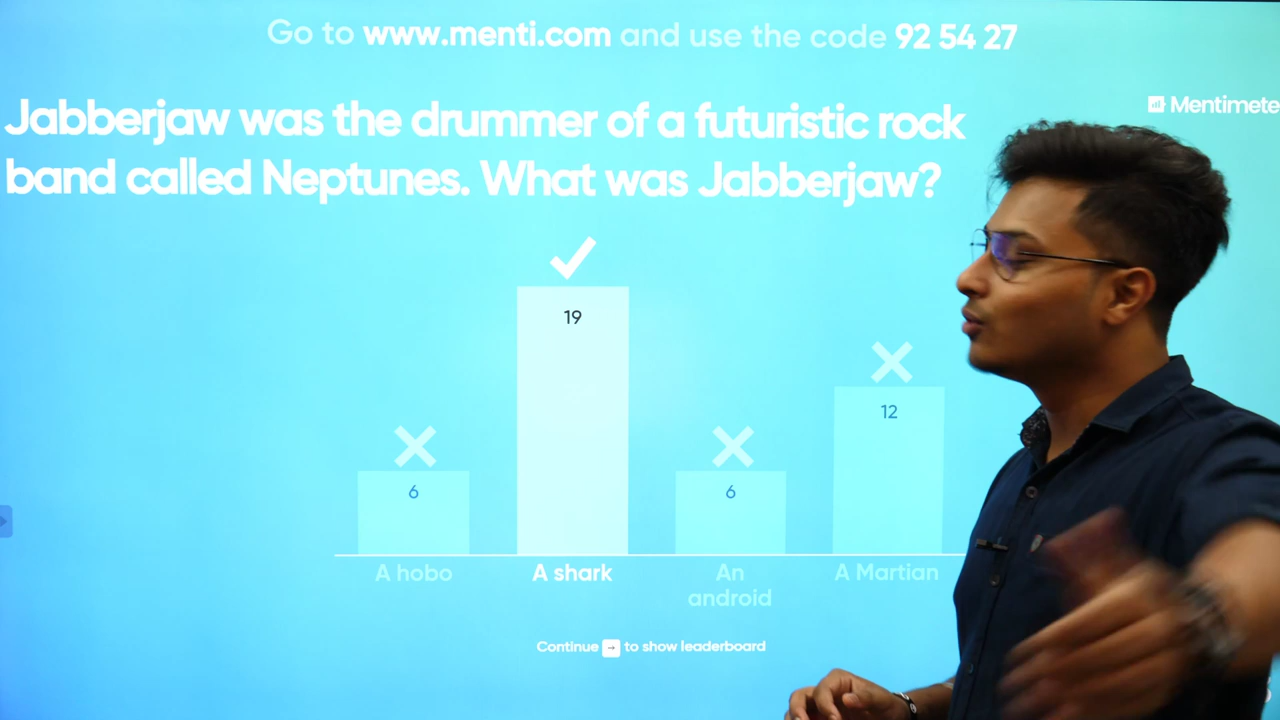 Go to www.menti.com and use the code 92 54 27
Mentimete
Jabberjaw was the drummer of a futuristic rock
band called Neptunes. What was Jabberjaw?
19
12
6
6
A hobo
A shark
An
android
A Martian
Continue → to show leaderboard